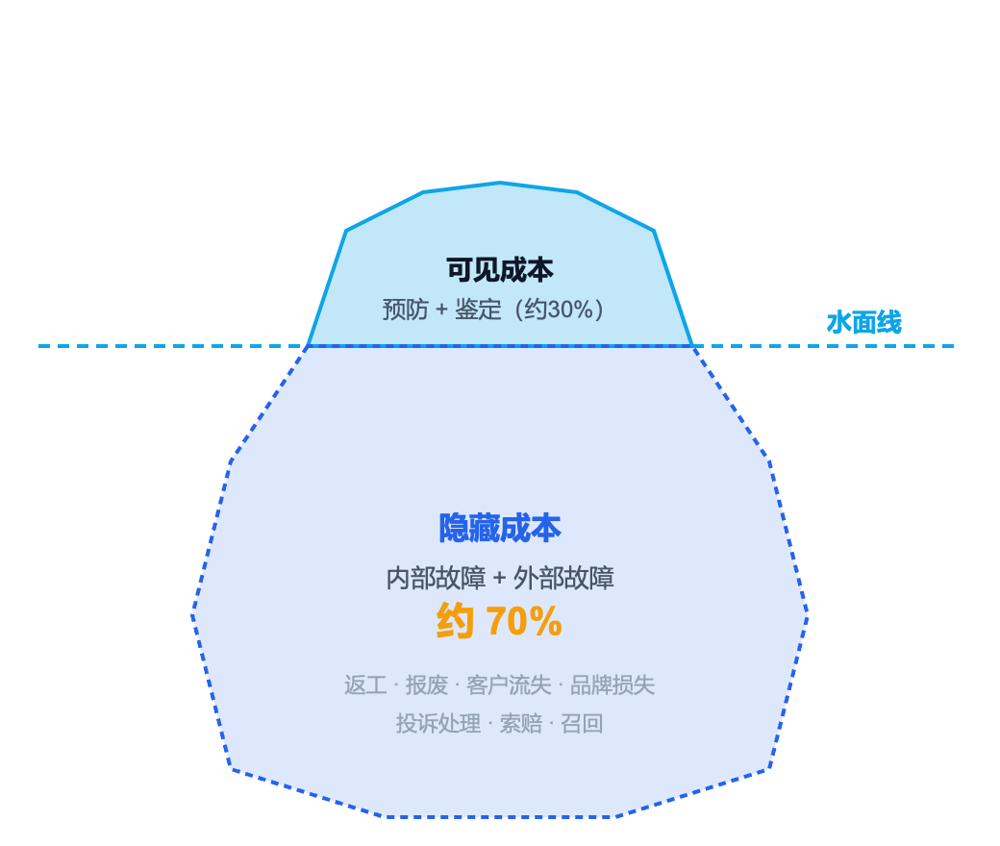 可见成本
预防 + 鉴定（约30%）
水面线
隐藏成本
内部故障 + 外部故障
约 70%
返工 · 报废 · 客户流失 · 品牌损失
投诉处理 · 索赔 · 召回